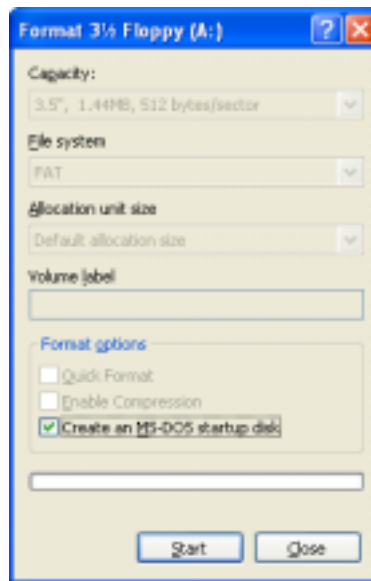 Format 3½ Floppy (A:)
Capacity:
3.5", 1.44MB, 512 bytes/sector
File system
FAT
Allocation unit size
Default allocation size
Volume label
Format options
Quick Format
Enable Compression
Create an MS-DOS startup disk
Start
Close